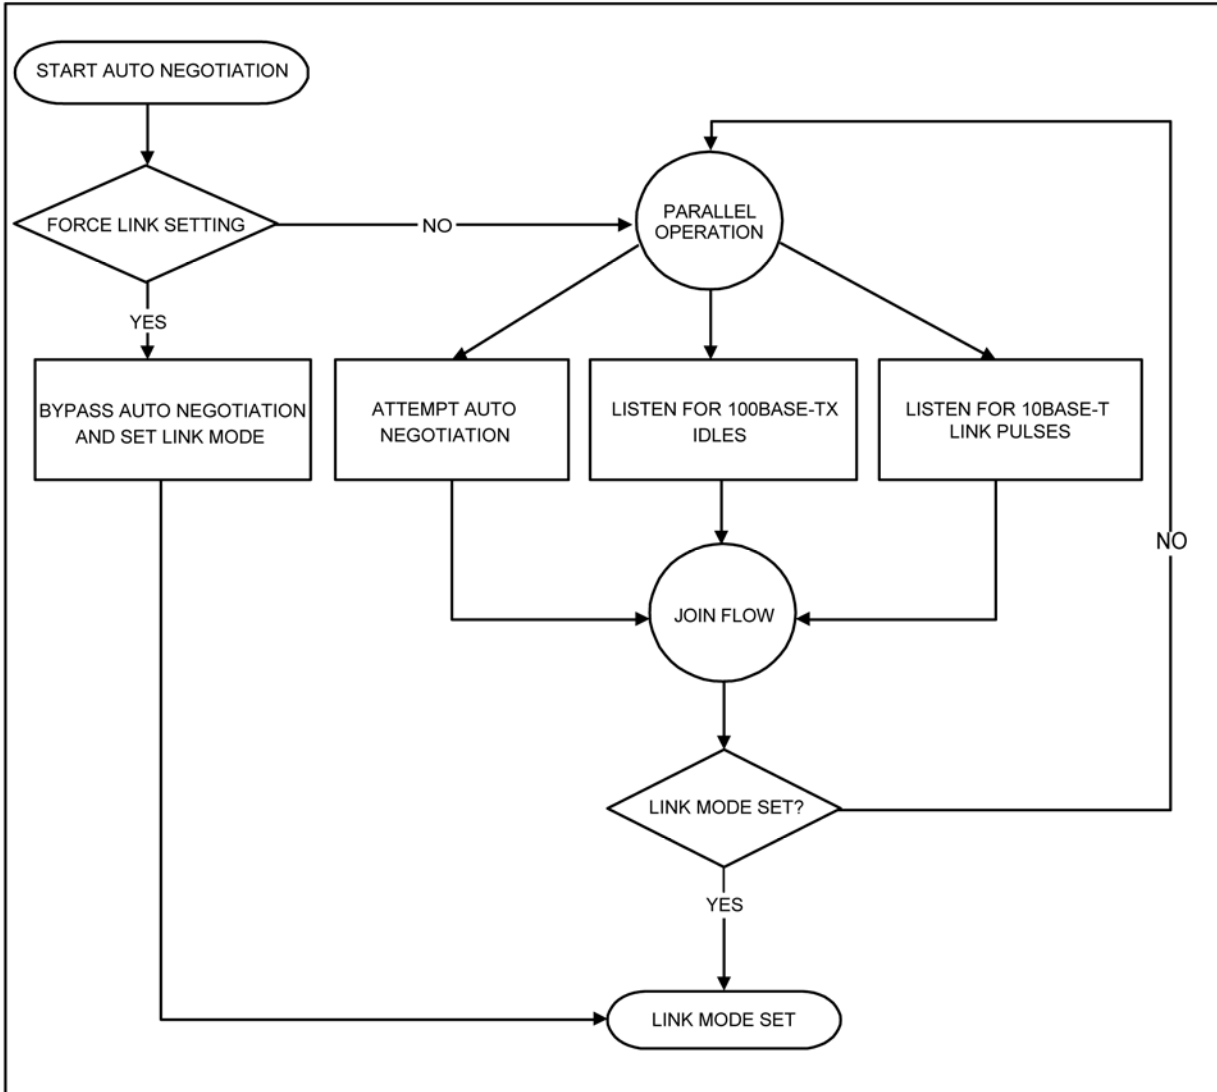 START AUTO NEGOTIATION
FORCE LINK SETTING
NO
PARALLEL
OPERATION
YES
BYPASS AUTO NEGOTIATION
AND SET LINK MODE
ATTEMPT AUTO
NEGOTIATION
LISTEN FOR 100BASE-TX
IDLES
LISTEN FOR 10BASE-T
LINK PULSES
NO
JOIN FLOW
LINK MODE SET?
YES
LINK MODE SET